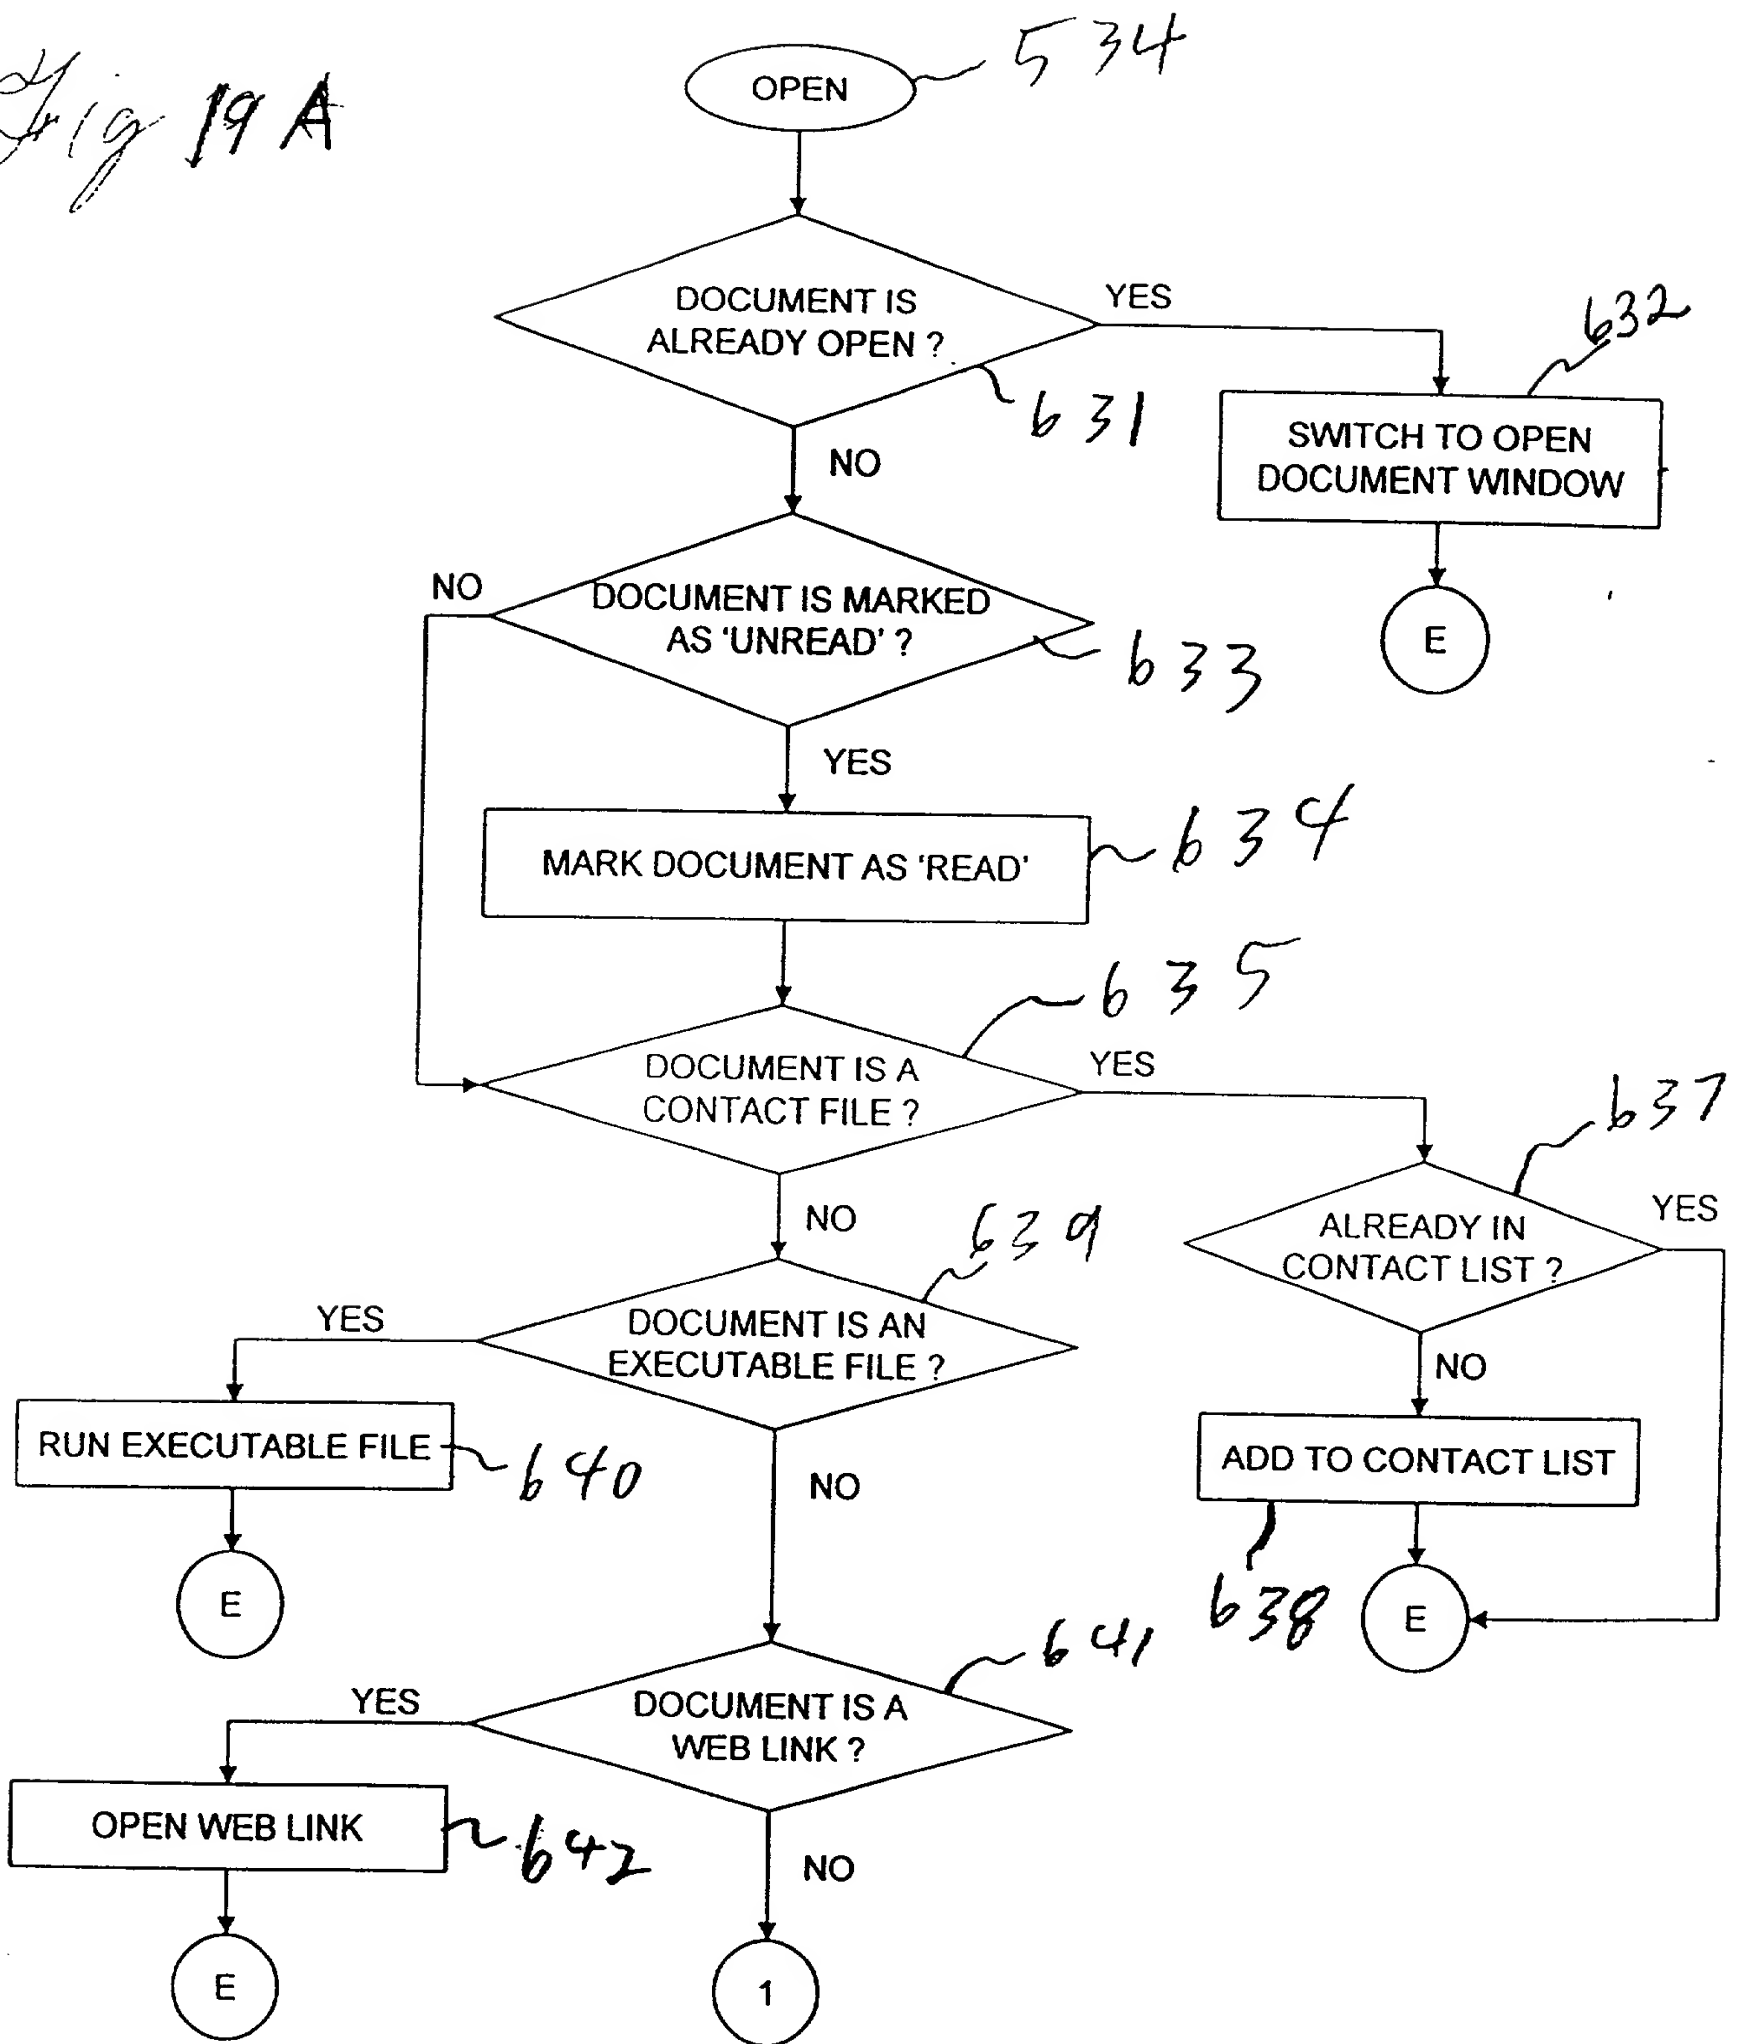 Fig 19 A
OPEN
534
DOCUMENT IS
ALREADY OPEN ?
YES
631
632
SWITCH TO OPEN
DOCUMENT WINDOW
E
NO
NO
DOCUMENT IS MARKED
AS 'UNREAD' ?
633
YES
MARK DOCUMENT AS 'READ'
634
635
DOCUMENT IS A
CONTACT FILE ?
YES
637
ALREADY IN
CONTACT LIST ?
YES
NO
ADD TO CONTACT LIST
638
E
NO
639
DOCUMENT IS AN
EXECUTABLE FILE ?
YES
RUN EXECUTABLE FILE
640
E
NO
641
DOCUMENT IS A
WEB LINK ?
YES
OPEN WEB LINK
642
E
NO
1